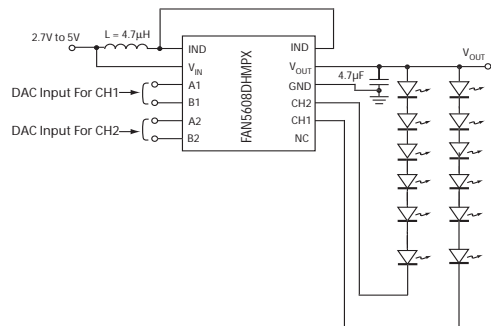 2.7V to 5V
L = 4.7µH
IND
VIN
A1
B1
A2
B2
DAC Input For CH1
DAC Input For CH2
FAN5608DHMPX
IND
VOUT
GND
CH2
CH1
NC
4.7µF
VOUT